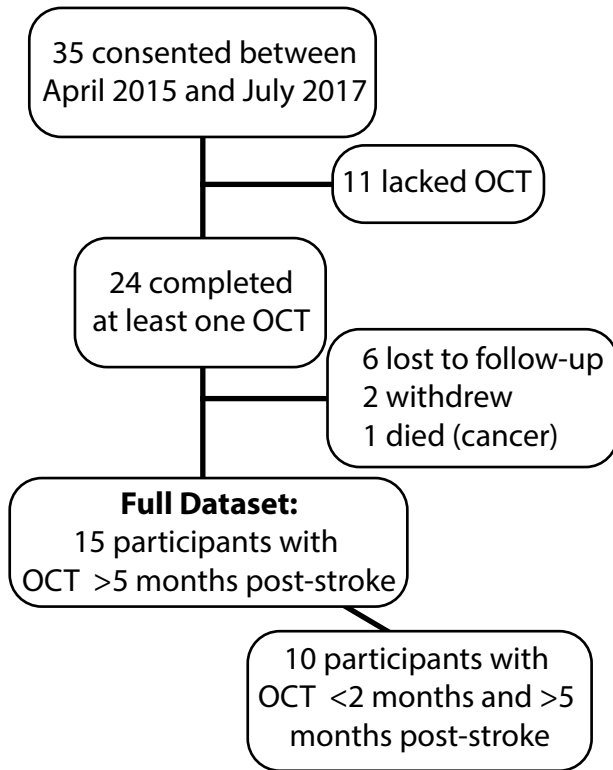 35 consented between
April 2015 and July 2017
11 lacked OCT
24 completed
at least one OCT
6 lost to follow-up
2 withdrew
1 died (cancer)
Full Dataset:
15 participants with
OCT >5 months post-stroke
10 participants with
OCT <2 months and >5
months post-stroke